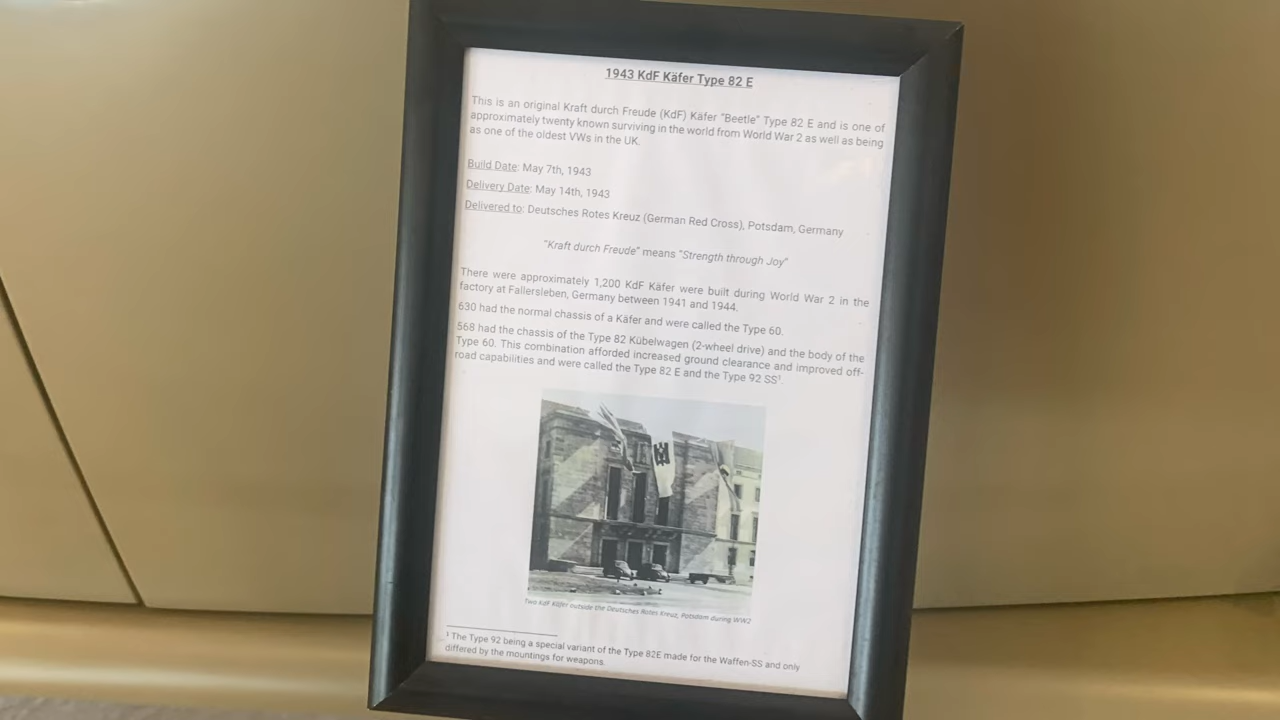 1943 KdF Käfer Type 82 E
This is an original Kraft durch Freude (KdF) Käfer "Beetle" Type 82 E and is one of
approximately twenty known surviving in the world from World War 2 as well as being
as one of the oldest VWs in the UK.
Build Date: May 7th, 1943
Delivery Date: May 14th, 1943
Delivered to: Deutsches Rotes Kreuz (German Red Cross), Potsdam, Germany
"Kraft durch Freude" means "Strength through Joy"
There were approximately 1,200 KdF Käfer were built during World War 2 in the
factory at Fallersleben, Germany between 1941 and 1944.
630 had the normal chassis of a Käfer and were called the Type 60.
568 had the chassis of the Type 82 Kübelwagen (2-wheel drive) and the body of the
Type 60. This combination afforded increased ground clearance and improved off-
road capabilities and were called the Type 82 E and the Type 92 SS¹.
Two KdF Käfer outside the Deutsches Rotes Kreuz, Potsdam during WW2
¹ The Type 92 being a special variant of the Type 82E made for the Waffen-SS and only
differed by the mountings for weapons.